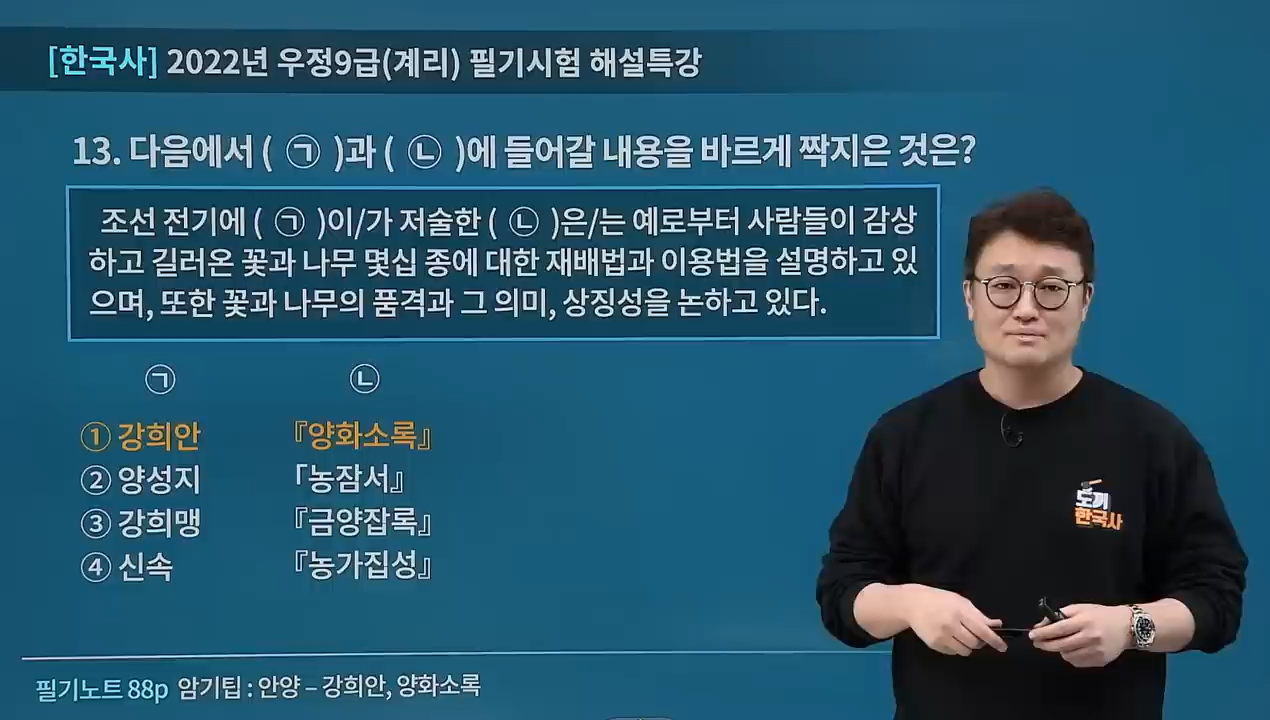 [한국사] 2022년 우정9급(계리) 필기시험 해설특강
13. 다음에서 ( ㉠ )과 ( ㉡ )에 들어갈 내용을 바르게 짝지은 것은?
조선 전기에 ( ㉠ )이/가 저술한 ( ㉡ )은/는 예로부터 사람들이 감상
하고 길러온 꽃과 나무 몇십 종에 대한 재배법과 이용법을 설명하고 있
으며, 또한 꽃과 나무의 품격과 그 의미, 상징성을 논하고 있다.
㉠ ㉡
① 강희안 『양화소록』
② 양성지 「농잠서』
③ 강희맹 『금양잡록』
④ 신속 『농가집성』
도끼
한국사
필기노트 88p 암기팁 : 안양 – 강희안, 양화소록